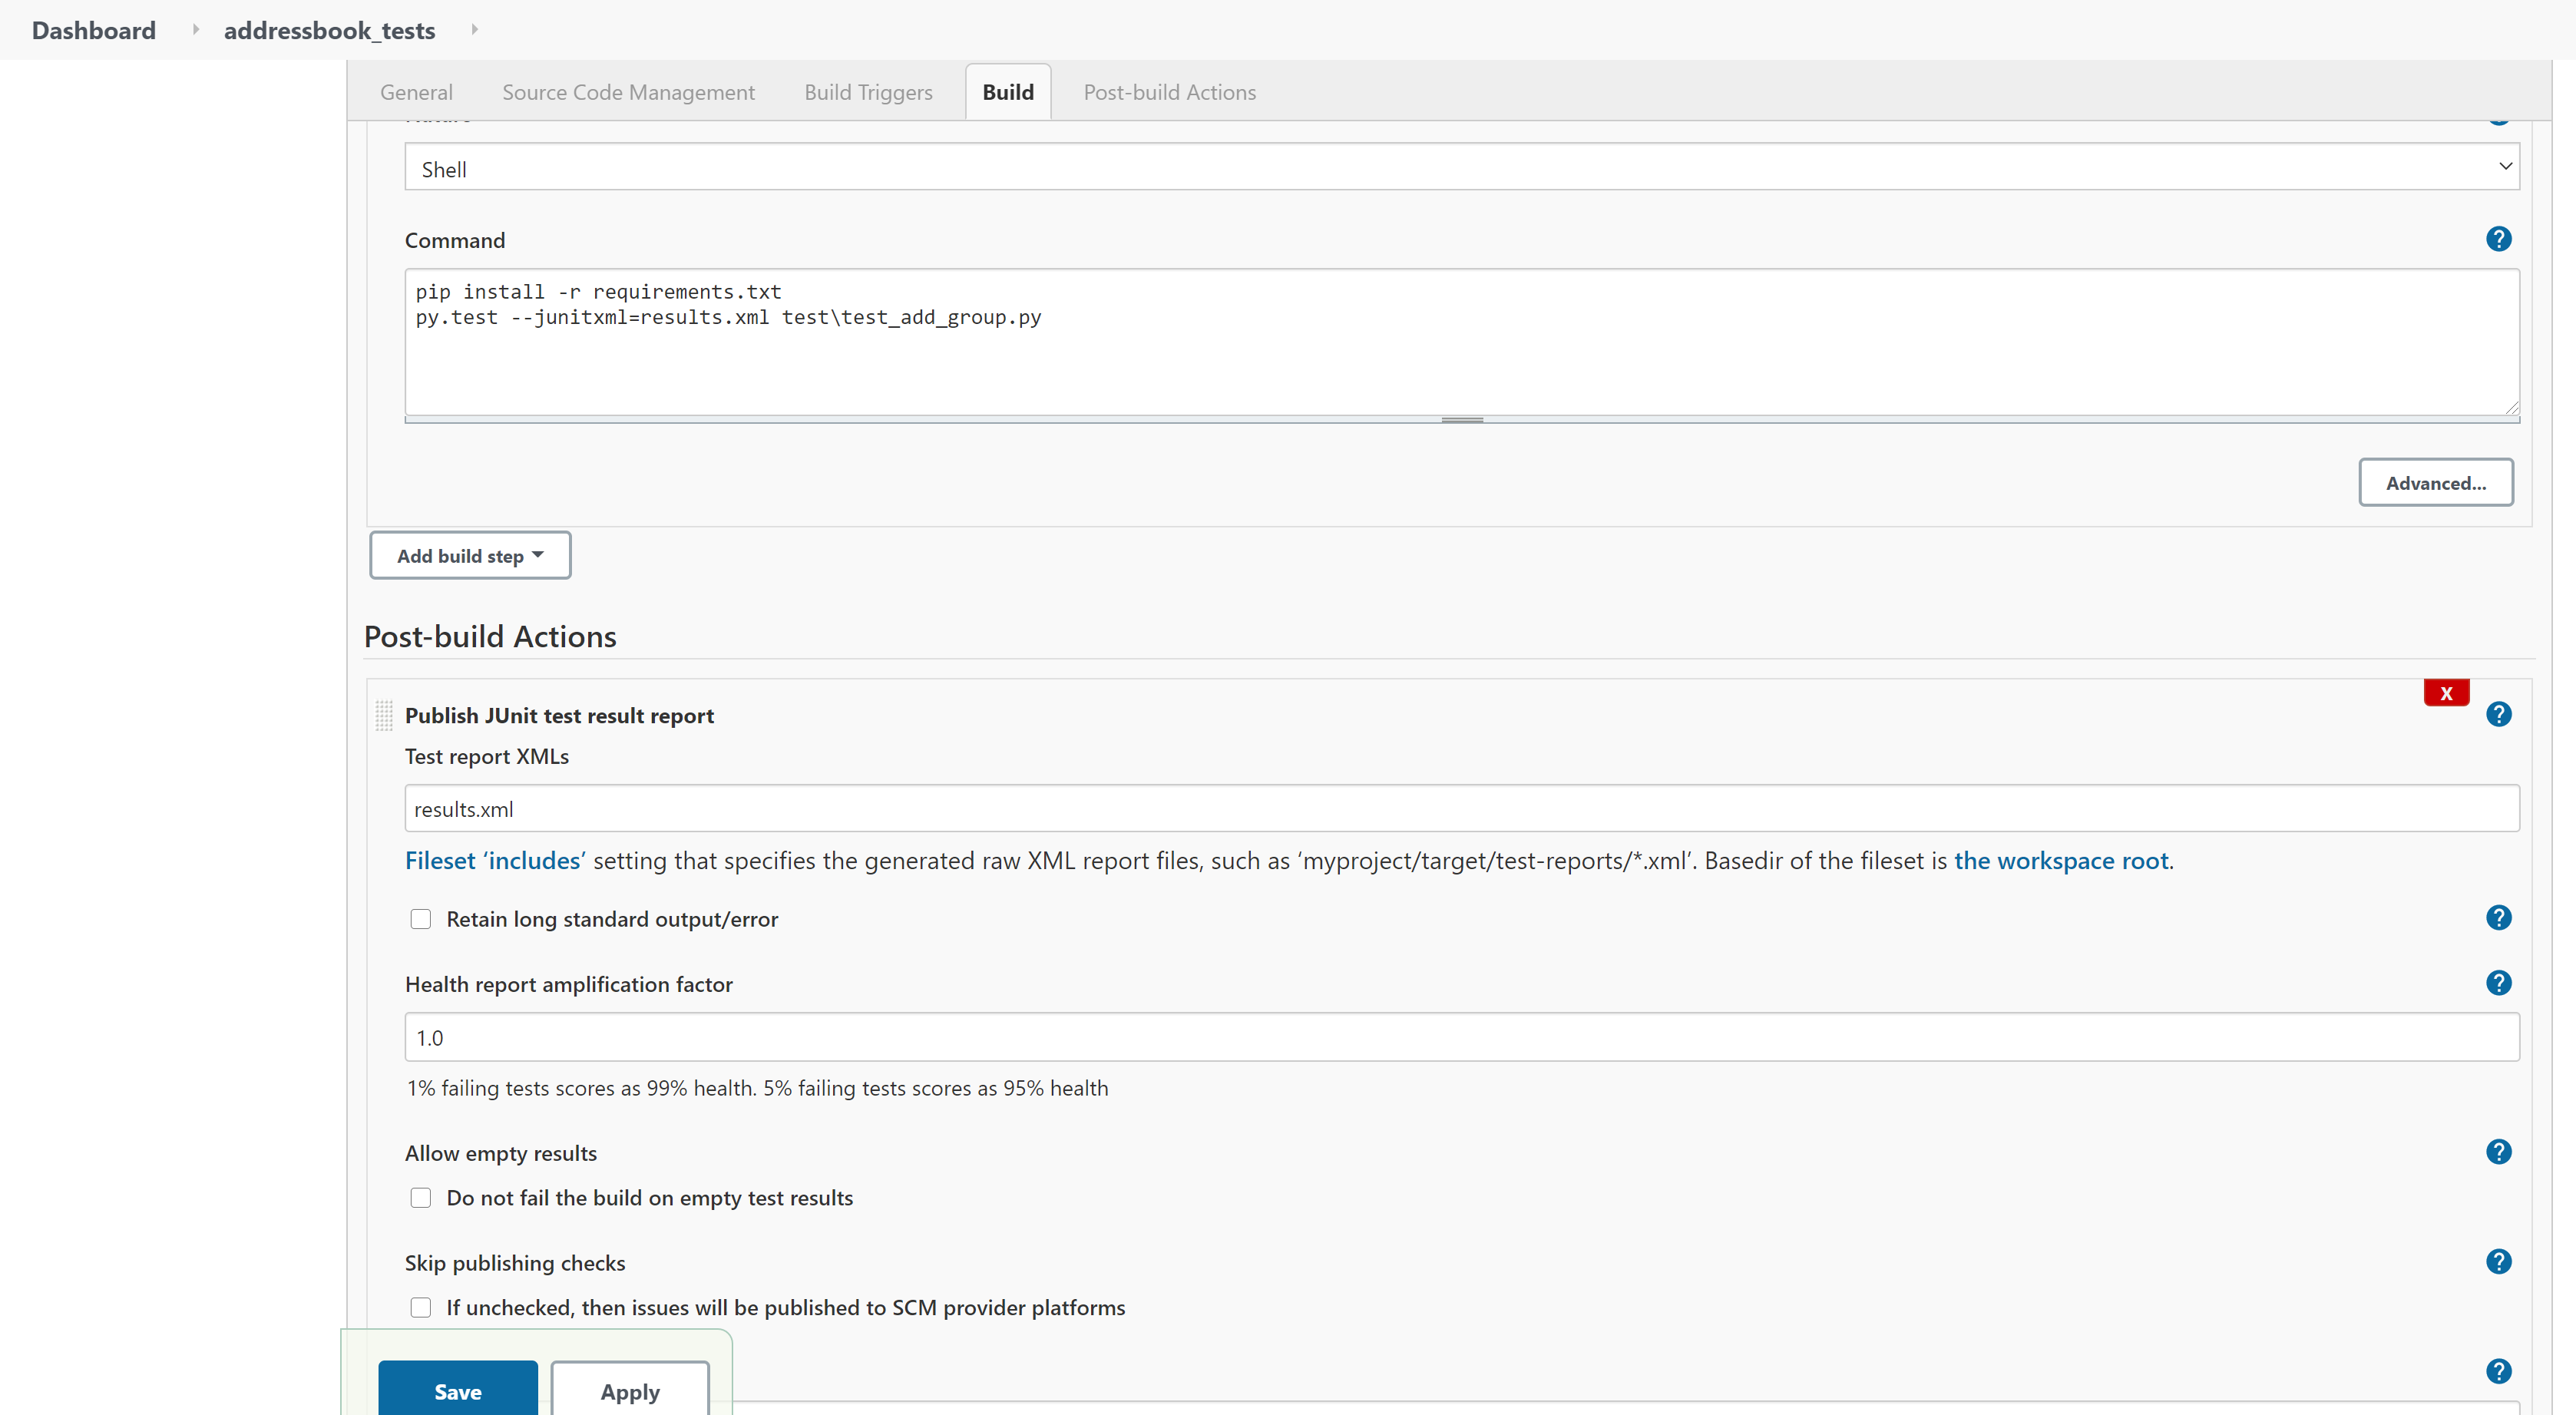 Dashboard
addressbook_tests
General
Source Code Management
Build Triggers
Build
Post-build Actions
Shell
Command
pip install -r requirements.txt
py.test --junitxml=results.xml test\test_add_group.py
Advanced...
Add build step
Post-build Actions
X
Publish JUnit test result report
Test report XMLs
results.xml
Fileset ‘includes’ setting that specifies the generated raw XML report files, such as ‘myproject/target/test-reports/*.xml’. Basedir of the fileset is the workspace root.
Retain long standard output/error
Health report amplification factor
1.0
1% failing tests scores as 99% health. 5% failing tests scores as 95% health
Allow empty results
Do not fail the build on empty test results
Skip publishing checks
If unchecked, then issues will be published to SCM provider platforms
Save
Apply